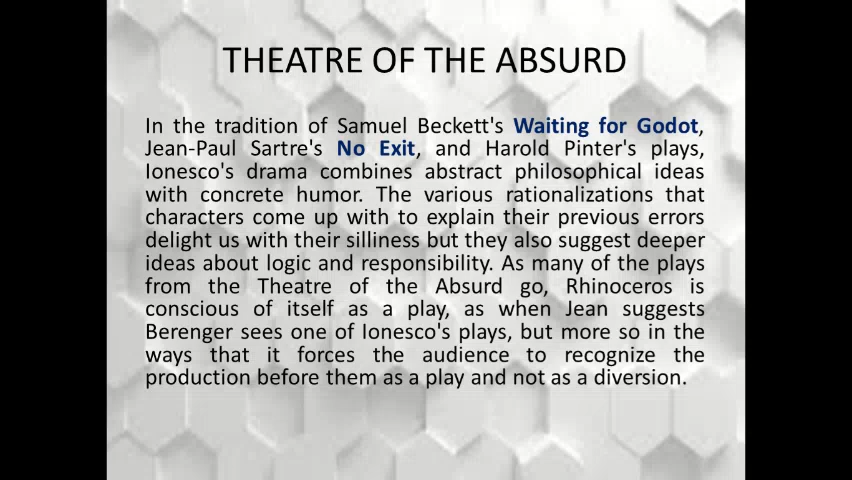 THEATRE OF THE ABSURD
In the tradition of Samuel Beckett's Waiting for Godot,
Jean-Paul Sartre's No Exit, and Harold Pinter's plays,
Ionesco's drama combines abstract philosophical ideas
with concrete humor. The various rationalizations that
characters come up with to explain their previous errors
delight us with their silliness but they also suggest deeper
ideas about logic and responsibility. As many of the plays
from the Theatre of the Absurd go, Rhinoceros is
conscious of itself as a play, as when Jean suggests
Berenger sees one of Ionesco's plays, but more so in the
ways that it forces the audience to recognize the
production before them as a play and not as a diversion.